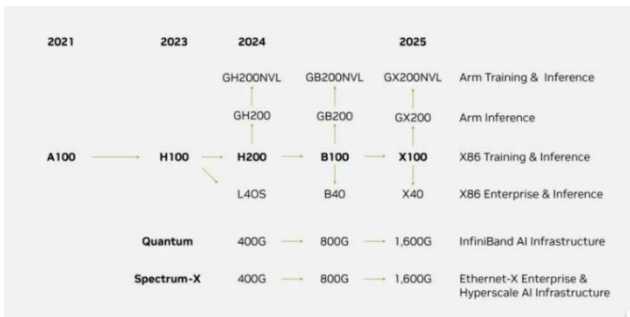 2021 2023 2024 2025
GH200NVL GB200NVL GX200NVL Arm Training & Inference
GH200 GB200 GX200 Arm Inference
A100 H100 H200 B100 X100 X86 Training & Inference
L40S B40 X40 X86 Enterprise & Inference
Quantum 400G 800G 1,600G InfiniBand AI Infrastructure
Spectrum-X 400G 800G 1,600G Ethernet-X Enterprise &
Hyperscale AI Infrastructure